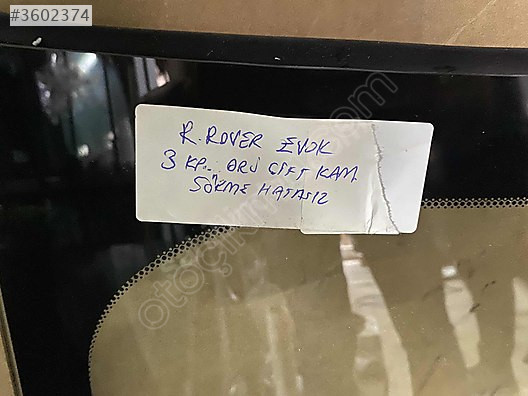 #3602374
R.ROVER EVOK
3 KP.. ORJ ÇİFT KAM.
SÖKME HATASIZ